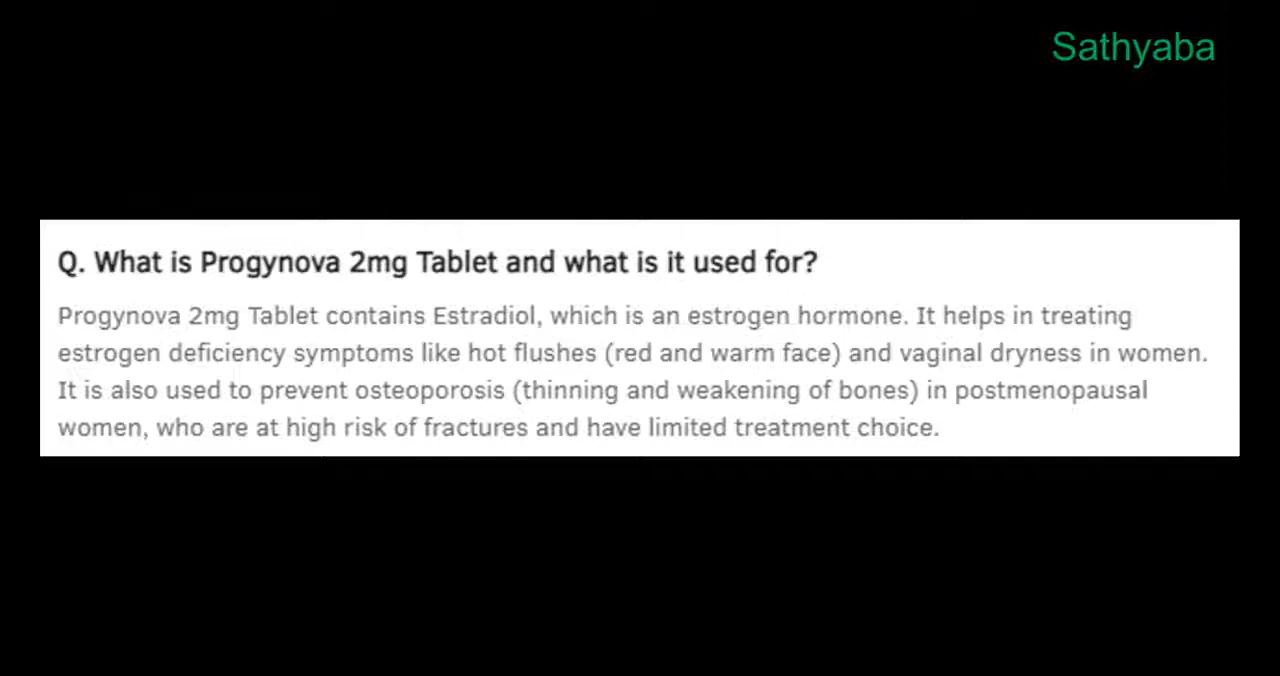 Sathyaba
Q. What is Progynova 2mg Tablet and what is it used for?
Progynova 2mg Tablet contains Estradiol, which is an estrogen hormone. It helps in treating
estrogen deficiency symptoms like hot flushes (red and warm face) and vaginal dryness in women.
It is also used to prevent osteoporosis (thinning and weakening of bones) in postmenopausal
women, who are at high risk of fractures and have limited treatment choice.